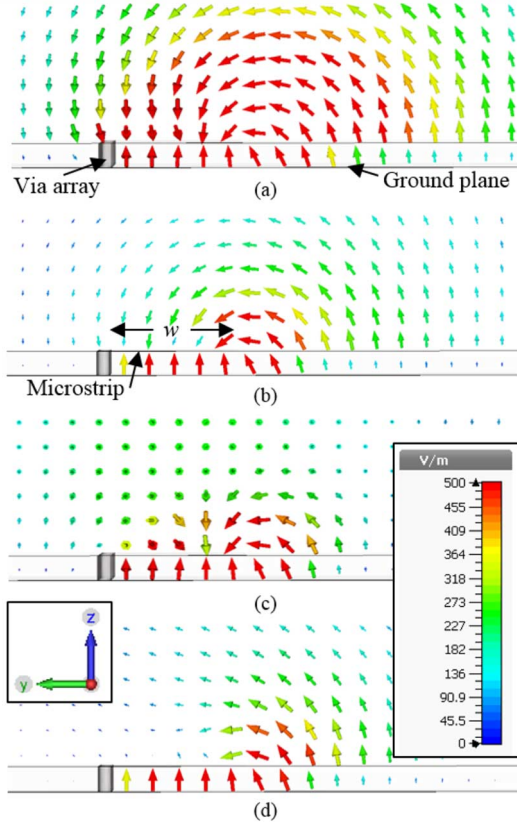 Via array
Ground plane
(a)
w
Microstrip
(b)
V/m
500
455
409
364
318
273
227
182
136
90.9
45.5
0
(c)
z
y
(d)